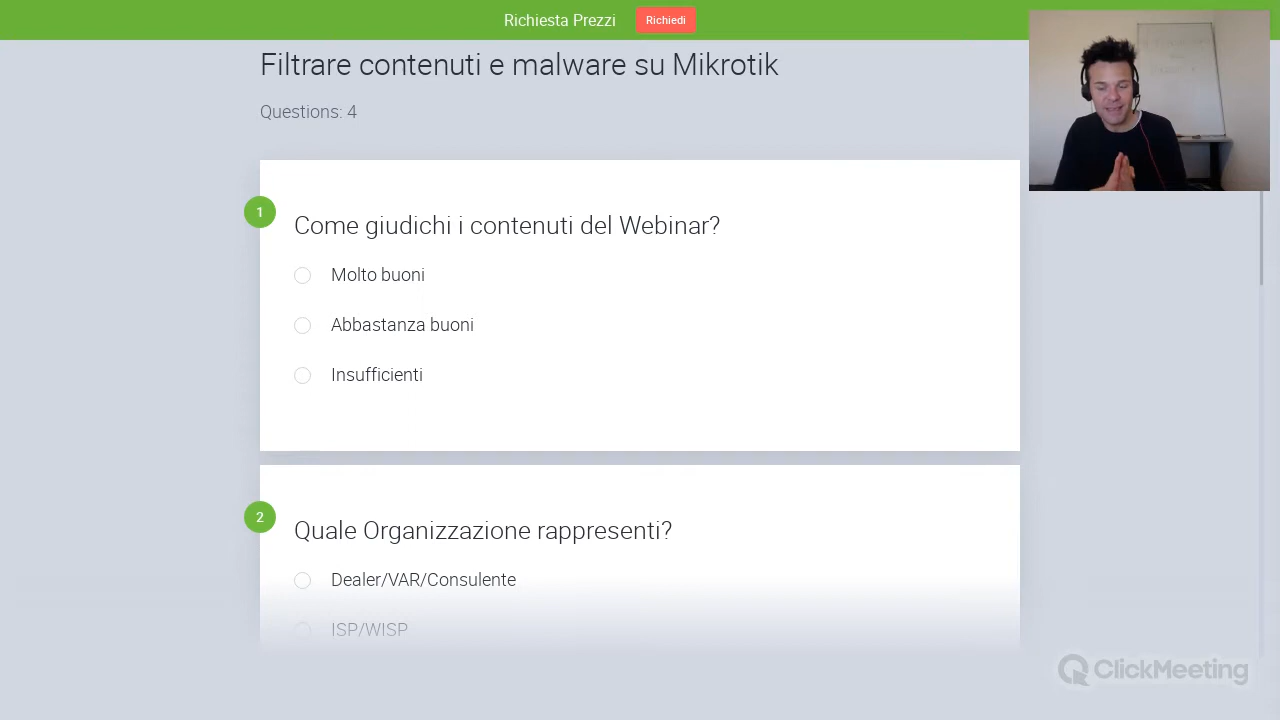 Richiesta Prezzi
Richiedi
Filtrare contenuti e malware su Mikrotik
Questions: 4
1
Come giudichi i contenuti del Webinar?
Molto buoni
Abbastanza buoni
Insufficienti
2
Quale Organizzazione rappresenti?
Dealer/VAR/Consulente
ISP/WISP
ClickMeeting